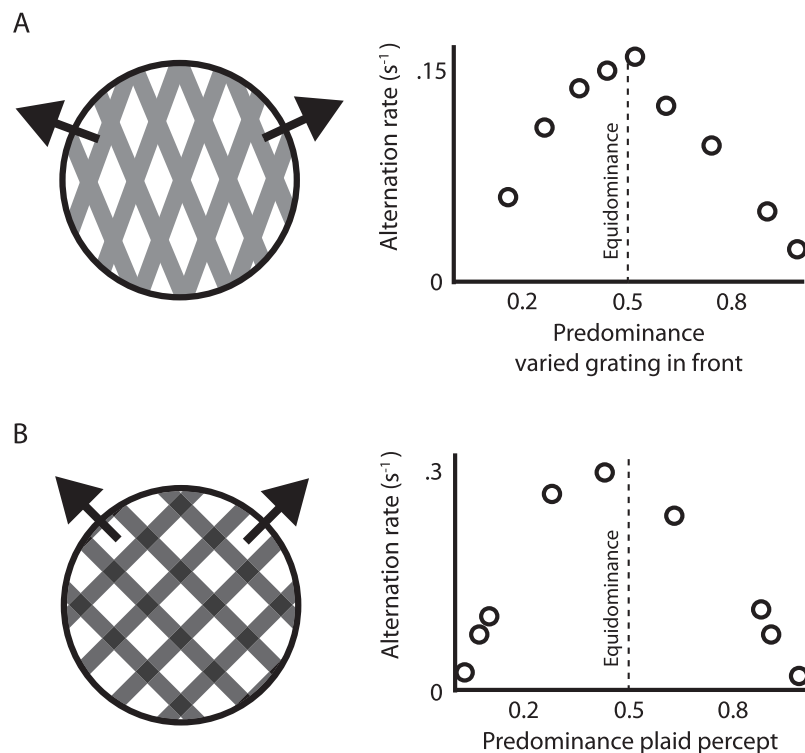 A
Alternation rate (s⁻¹)
.15
0
Equidominance
0.2 0.5 0.8
Predominance
varied grating in front
B
Alternation rate (s⁻¹)
.3
0
Equidominance
0.2 0.5 0.8
Predominance plaid percept